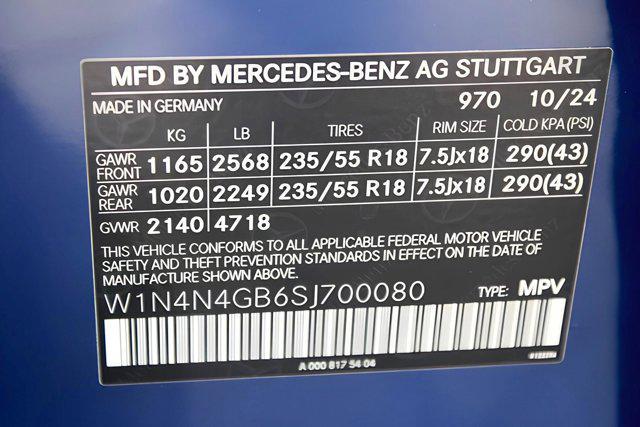 MFD BY MERCEDES-BENZ AG STUTTGART
MADE IN GERMANY 970 10/24
KG LB TIRES RIM SIZE COLD KPA (PSI)
GAWR FRONT 1165 2568 235/55 R18 7.5Jx18 290(43)
GAWR REAR 1020 2249 235/55 R18 7.5Jx18 290(43)
GVWR 2140 4718
THIS VEHICLE CONFORMS TO ALL APPLICABLE FEDERAL MOTOR VEHICLE
SAFETY AND THEFT PREVENTION STANDARDS IN EFFECT ON THE DATE OF
MANUFACTURE SHOWN ABOVE.
W1N4N4GB6SJ700080 TYPE: MPV
A 000 817 54 04